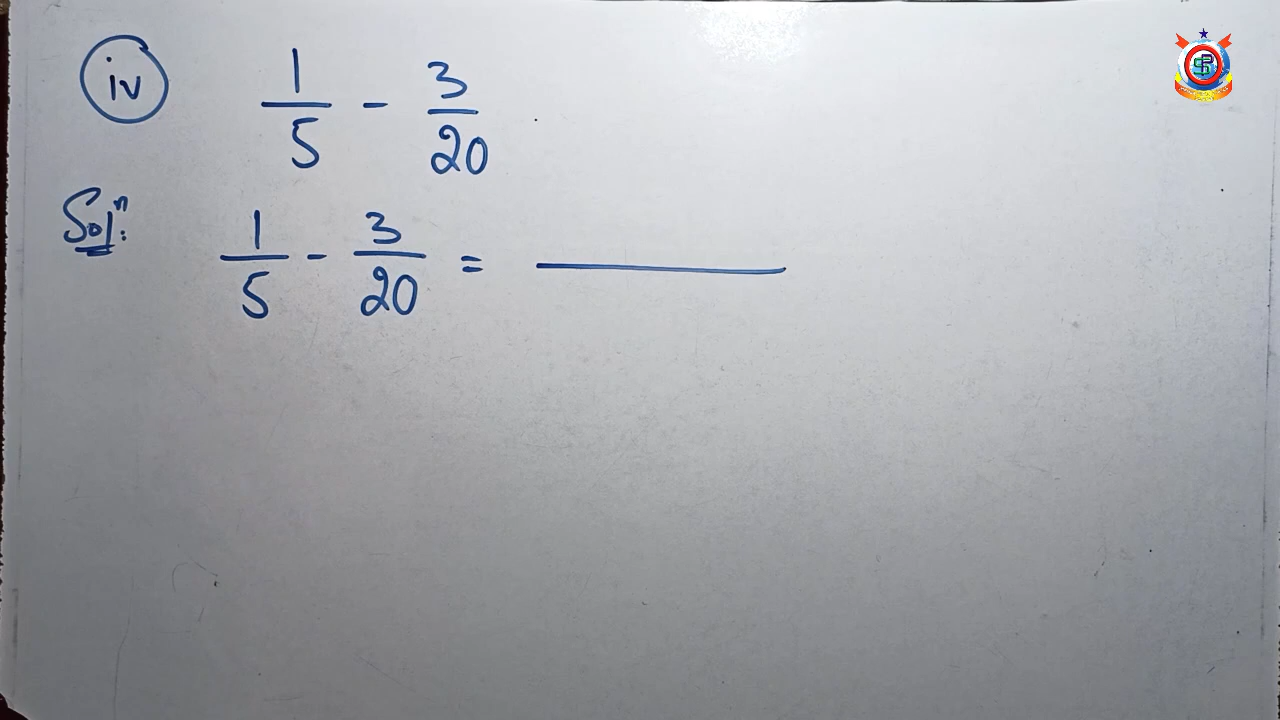 iv 1/5 - 3/20
Solⁿ: 1/5 - 3/20 =